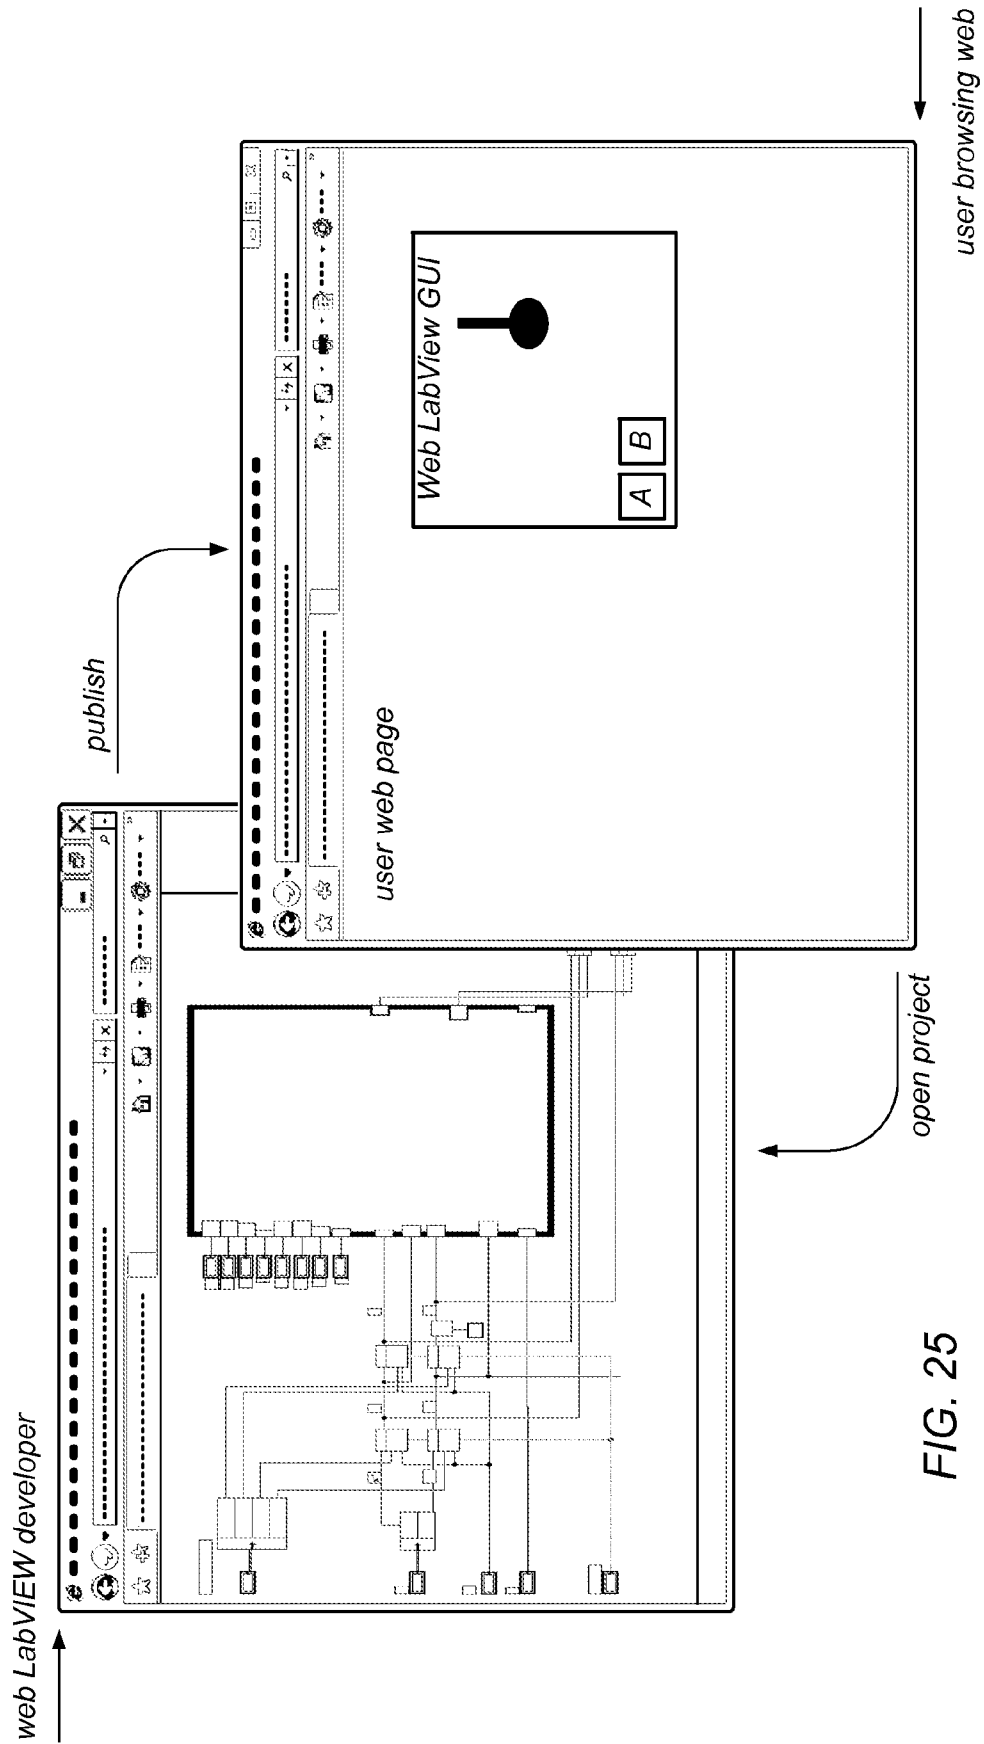 web LabVIEW developer
publish
user web page
Web LabView GUI
A
B
open project
user browsing web
FIG. 25